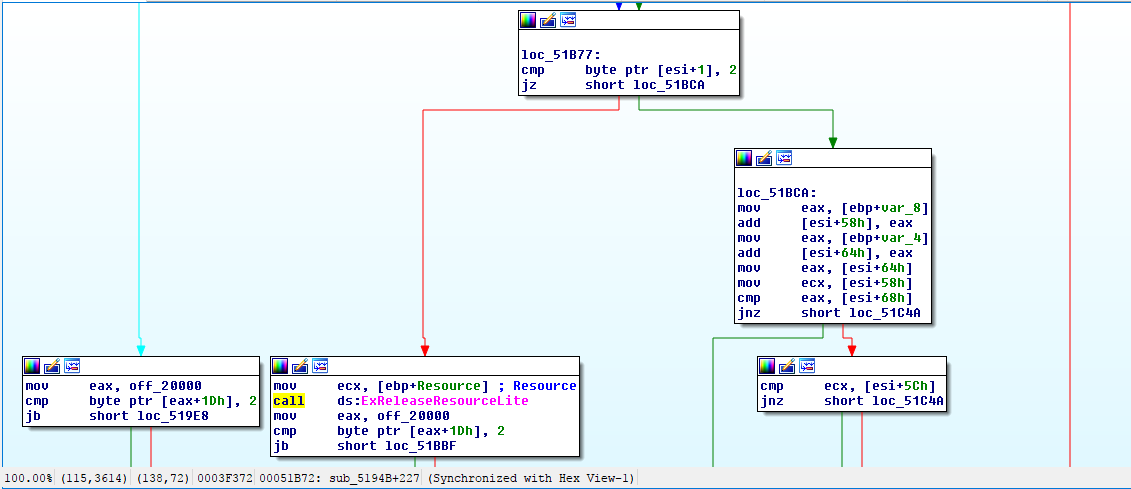 loc_51B77:
cmp     byte ptr [esi+1], 2
jz      short loc_51BCA
loc_51BCA:
mov     eax, [ebp+var_8]
add     [esi+58h], eax
mov     eax, [ebp+var_4]
add     [esi+64h], eax
mov     eax, [esi+64h]
mov     ecx, [esi+58h]
cmp     eax, [esi+68h]
jnz     short loc_51C4A
mov     eax, off_20000
cmp     byte ptr [eax+1Dh], 2
jb      short loc_519E8
mov     ecx, [ebp+Resource] ; Resource
call    ds:ExReleaseResourceLite
mov     eax, off_20000
cmp     byte ptr [eax+1Dh], 2
jb      short loc_51BBF
cmp     ecx, [esi+5Ch]
jnz     short loc_51C4A
100.00% (115,3614) (138,72) 0003F372 00051B72: sub_5194B+227 (Synchronized with Hex View-1)